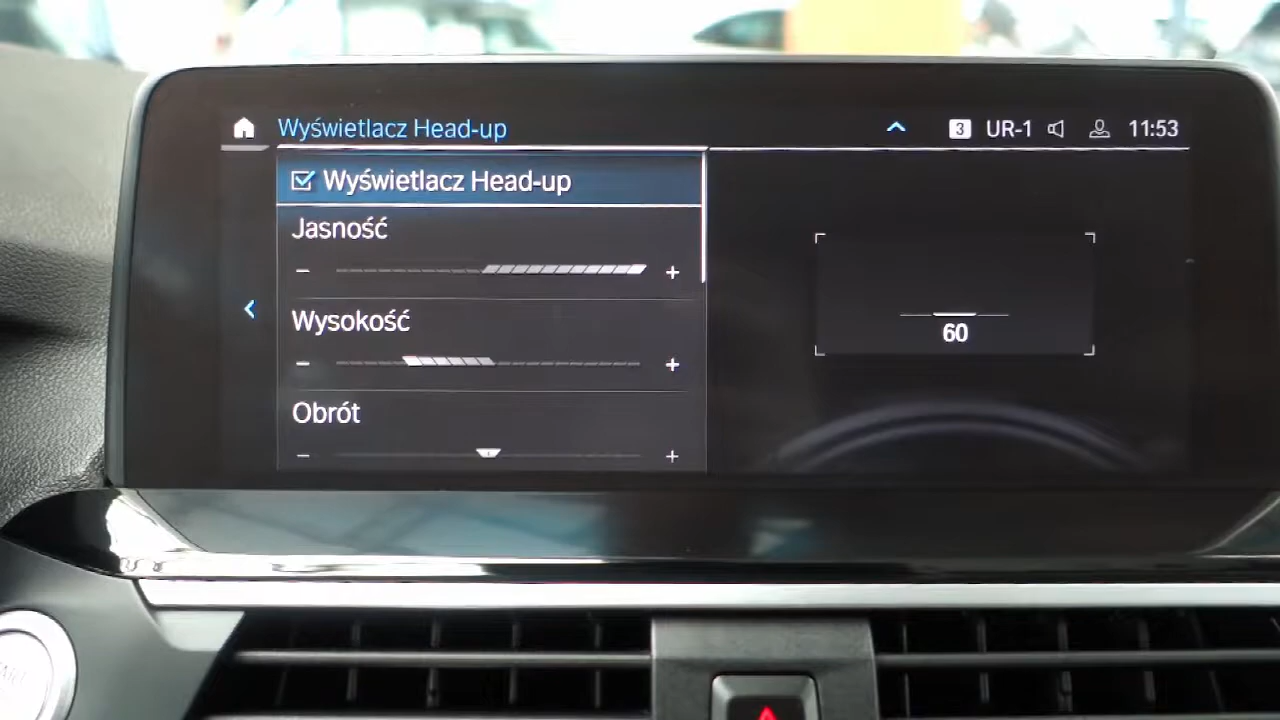 Wyświetlacz Head-up
3 UR-1 11:53
Wyświetlacz Head-up
Jasność
- +
Wysokość
- +
Obrót
- +
60